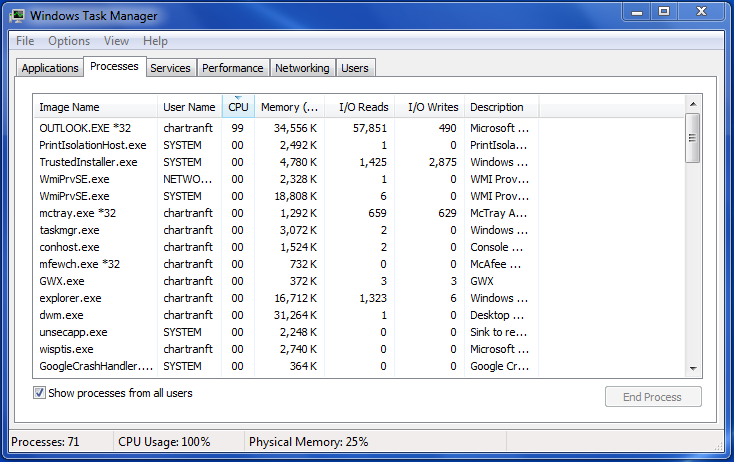 Windows Task Manager
File Options View Help
Applications Processes Services Performance Networking Users
Image Name User Name CPU Memory (... I/O Reads I/O Writes Description
OUTLOOK.EXE *32 chartranft 99 34,556 K 57,851 490 Microsoft ...
PrintIsolationHost.exe SYSTEM 00 2,492 K 1 0 PrintIsola...
TrustedInstaller.exe SYSTEM 00 4,780 K 1,425 2,875 Windows ...
WmiPrvSE.exe NETWO... 00 2,328 K 1 0 WMI Prov...
WmiPrvSE.exe SYSTEM 00 18,808 K 6 0 WMI Prov...
mctray.exe *32 chartranft 00 1,292 K 659 629 McTray A...
taskmgr.exe chartranft 00 3,072 K 2 0 Windows ...
conhost.exe chartranft 00 1,524 K 2 0 Console ...
mfewch.exe *32 chartranft 00 732 K 0 0 McAfee ...
GWX.exe chartranft 00 372 K 3 3 GWX
explorer.exe chartranft 00 16,712 K 1,323 6 Windows ...
dwm.exe chartranft 00 31,264 K 1 0 Desktop ...
unsecapp.exe SYSTEM 00 2,248 K 0 0 Sink to re...
wisptis.exe chartranft 00 2,740 K 0 0 Microsoft ...
GoogleCrashHandler.... SYSTEM 00 364 K 0 0 Google Cr...
Show processes from all users End Process
Processes: 71 CPU Usage: 100% Physical Memory: 25%